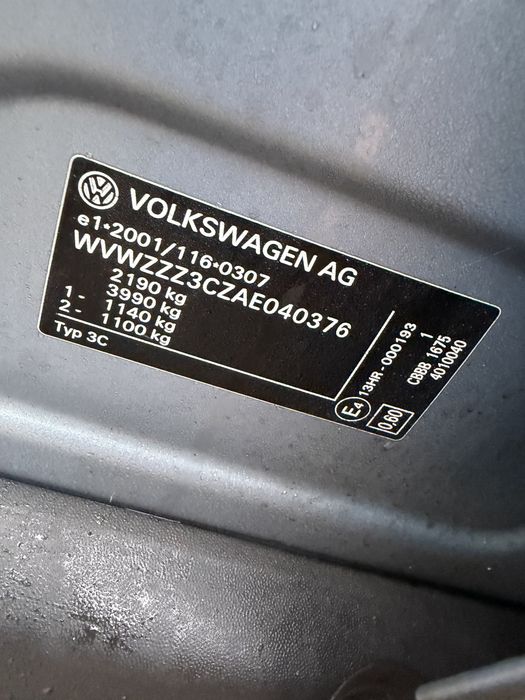 VOLKSWAGEN AG
e1*2001/116*0307
WVWZZZ3CZAE040376
2190 kg
3990 kg
1 - 1140 kg
2 - 1100 kg
Typ 3C
13HR-000193
1
CBBB 1675
4010040
E4
0.60